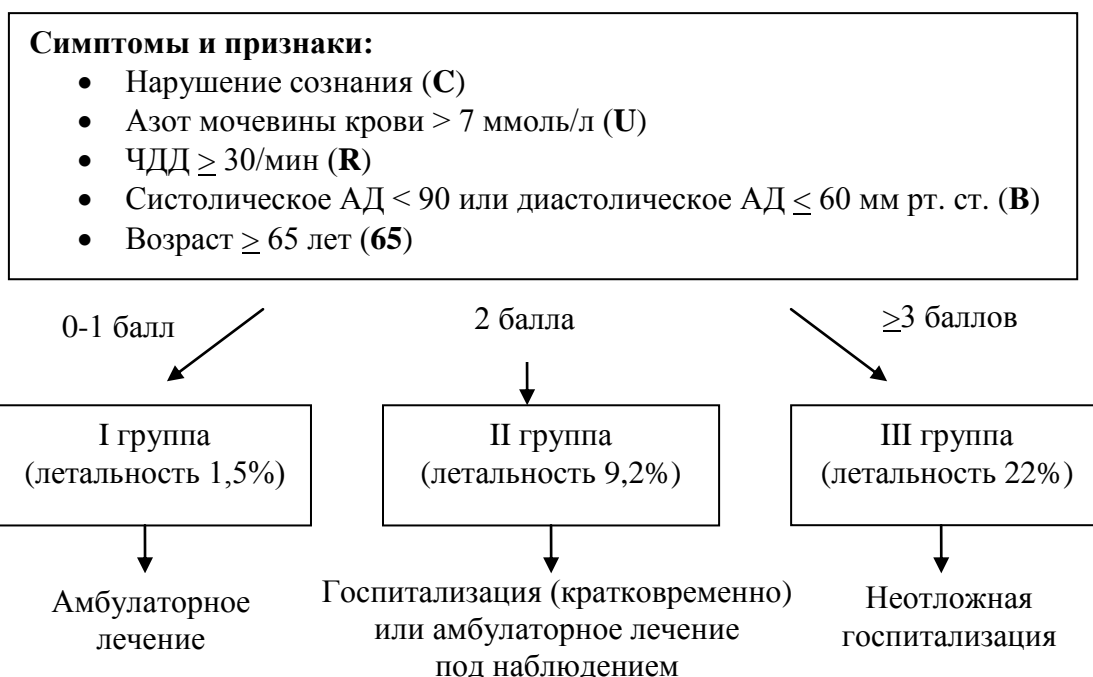 Симптомы и признаки:
• Нарушение сознания (C)
• Азот мочевины крови > 7 ммоль/л (U)
• ЧДД ≥ 30/мин (R)
• Систолическое АД < 90 или диастолическое АД ≤ 60 мм рт. ст. (B)
• Возраст ≥ 65 лет (65)
0-1 балл
2 балла
≥3 баллов
I группа
(летальность 1,5%)
II группа
(летальность 9,2%)
III группа
(летальность 22%)
Амбулаторное
лечение
Госпитализация (кратковременно)
или амбулаторное лечение
под наблюдением
Неотложная
госпитализация